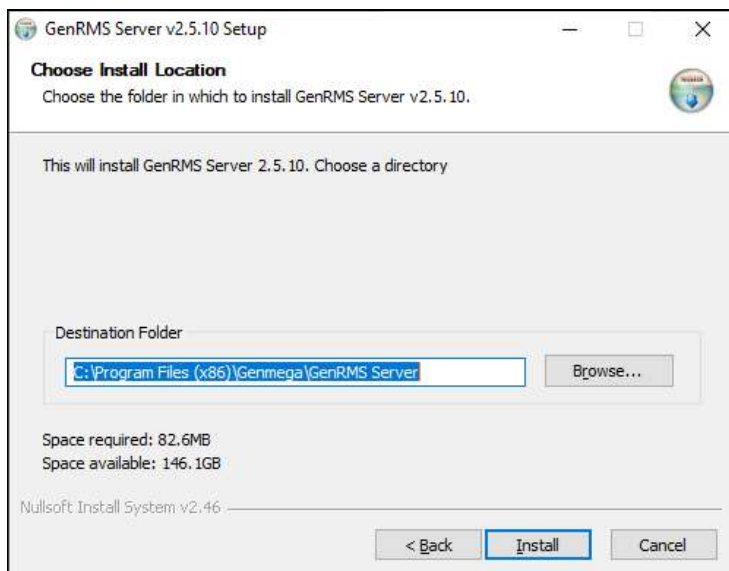 GenRMS Server v2.5.10 Setup
Choose Install Location
Choose the folder in which to install GenRMS Server v2.5.10.
This will install GenRMS Server 2.5.10. Choose a directory
Destination Folder
C:\Program Files (x86)\Genmega\GenRMS Server
Browse...
Space required: 82.6MB
Space available: 146.1GB
Nullsoft Install System v2.46
< Back
Install
Cancel